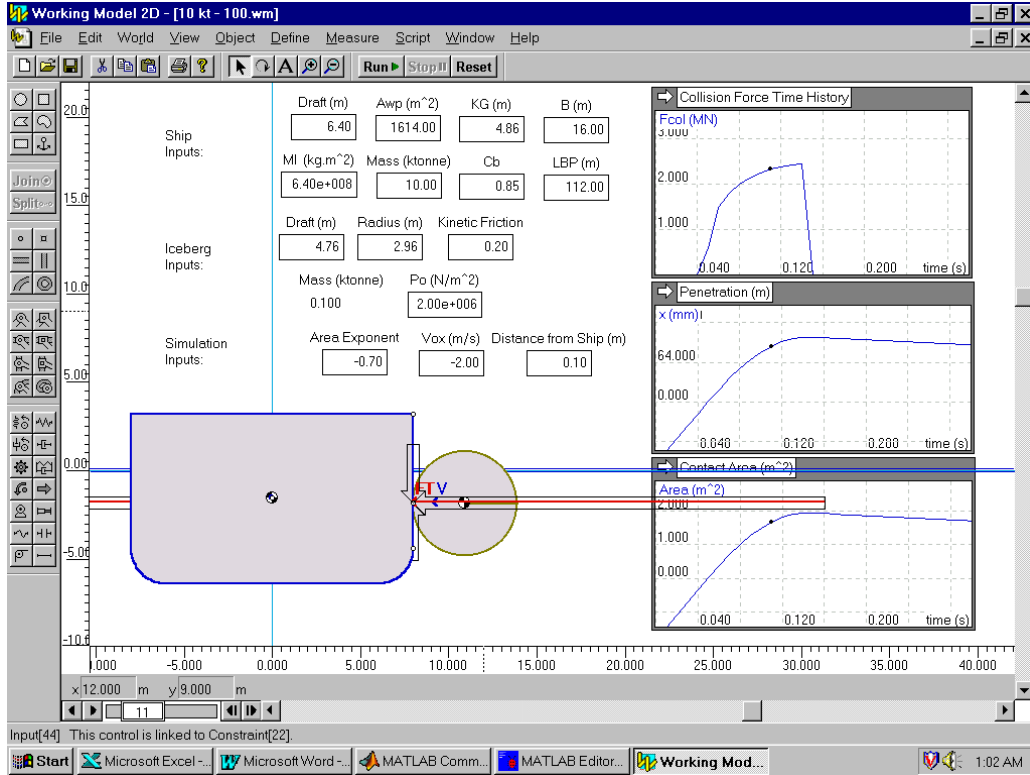 Working Model 2D - [10 kt - 100.wm]
File Edit World View Object Define Measure Script Window Help
A ? Run Stop Reset
Join
Split
Ship
Inputs:
Draft (m) Awp (m^2) KG (m) B (m)
6.40 1614.00 4.86 16.00
MI (kg.m^2) Mass (ktonne) Cb LBP (m)
6.40e+008 10.00 0.85 112.00
Iceberg
Inputs:
Draft (m) Radius (m) Kinetic Friction
4.76 2.96 0.20
Mass (ktonne) Po (N/m^2)
0.100 2.00e+006
Simulation
Inputs:
Area Exponent Vox (m/s) Distance from Ship (m)
-0.70 -2.00 0.10
20.0
15.0
10.0
5.00
0.00
-5.00
-10.0
Collision Force Time History
Fcol (MN)
3.000
2.000
1.000
0.040 0.120 0.200 time (s)
Penetration (m)
x (mm)
64.000
0.000
0.040 0.120 0.200 time (s)
Contact Area (m^2)
Area (m^2)
2.000
1.000
0.000
0.040 0.120 0.200 time (s)
FT V
-5.000 0.000 5.000 10.000 15.000 20.000 25.000 30.000 35.000 40.000
x 12.000 m y 9.000 m
11
Input[44] This control is linked to Constraint[22].
Start Microsoft Excel -... Microsoft Word -... MATLAB Comm... MATLAB Editor... Working Mod... 1:02 AM